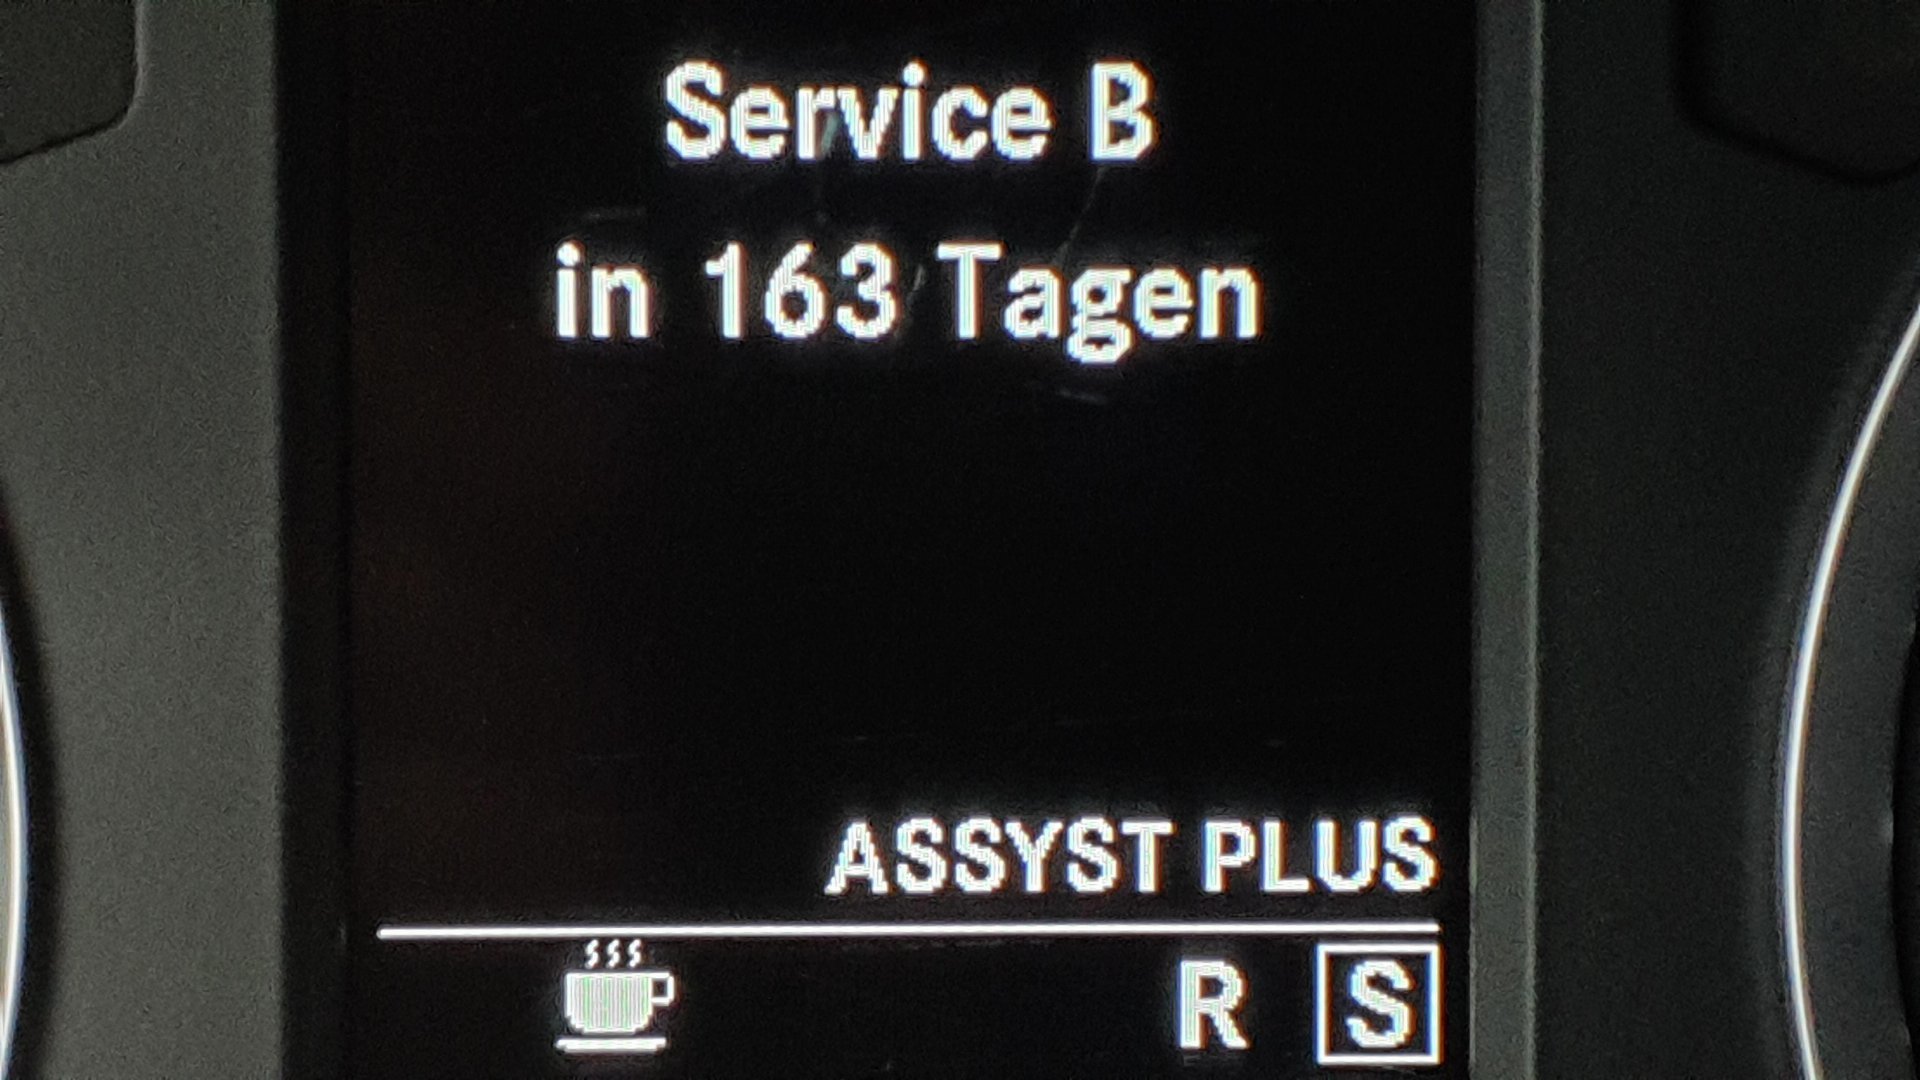 Service B
in 163 Tagen
ASSYST PLUS
R S